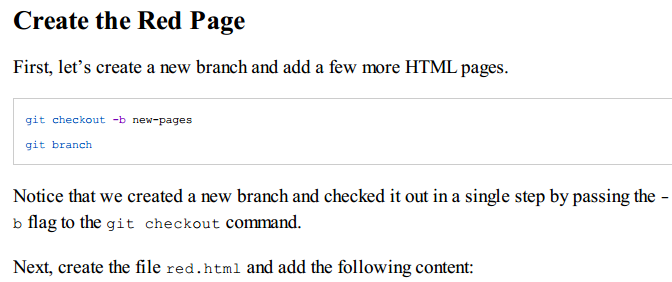 Create the Red Page
First, let’s create a new branch and add a few more HTML pages.
git checkout -b new-pages
git branch
Notice that we created a new branch and checked it out in a single step by passing the -
b flag to the git checkout command.
Next, create the file red.html and add the following content: